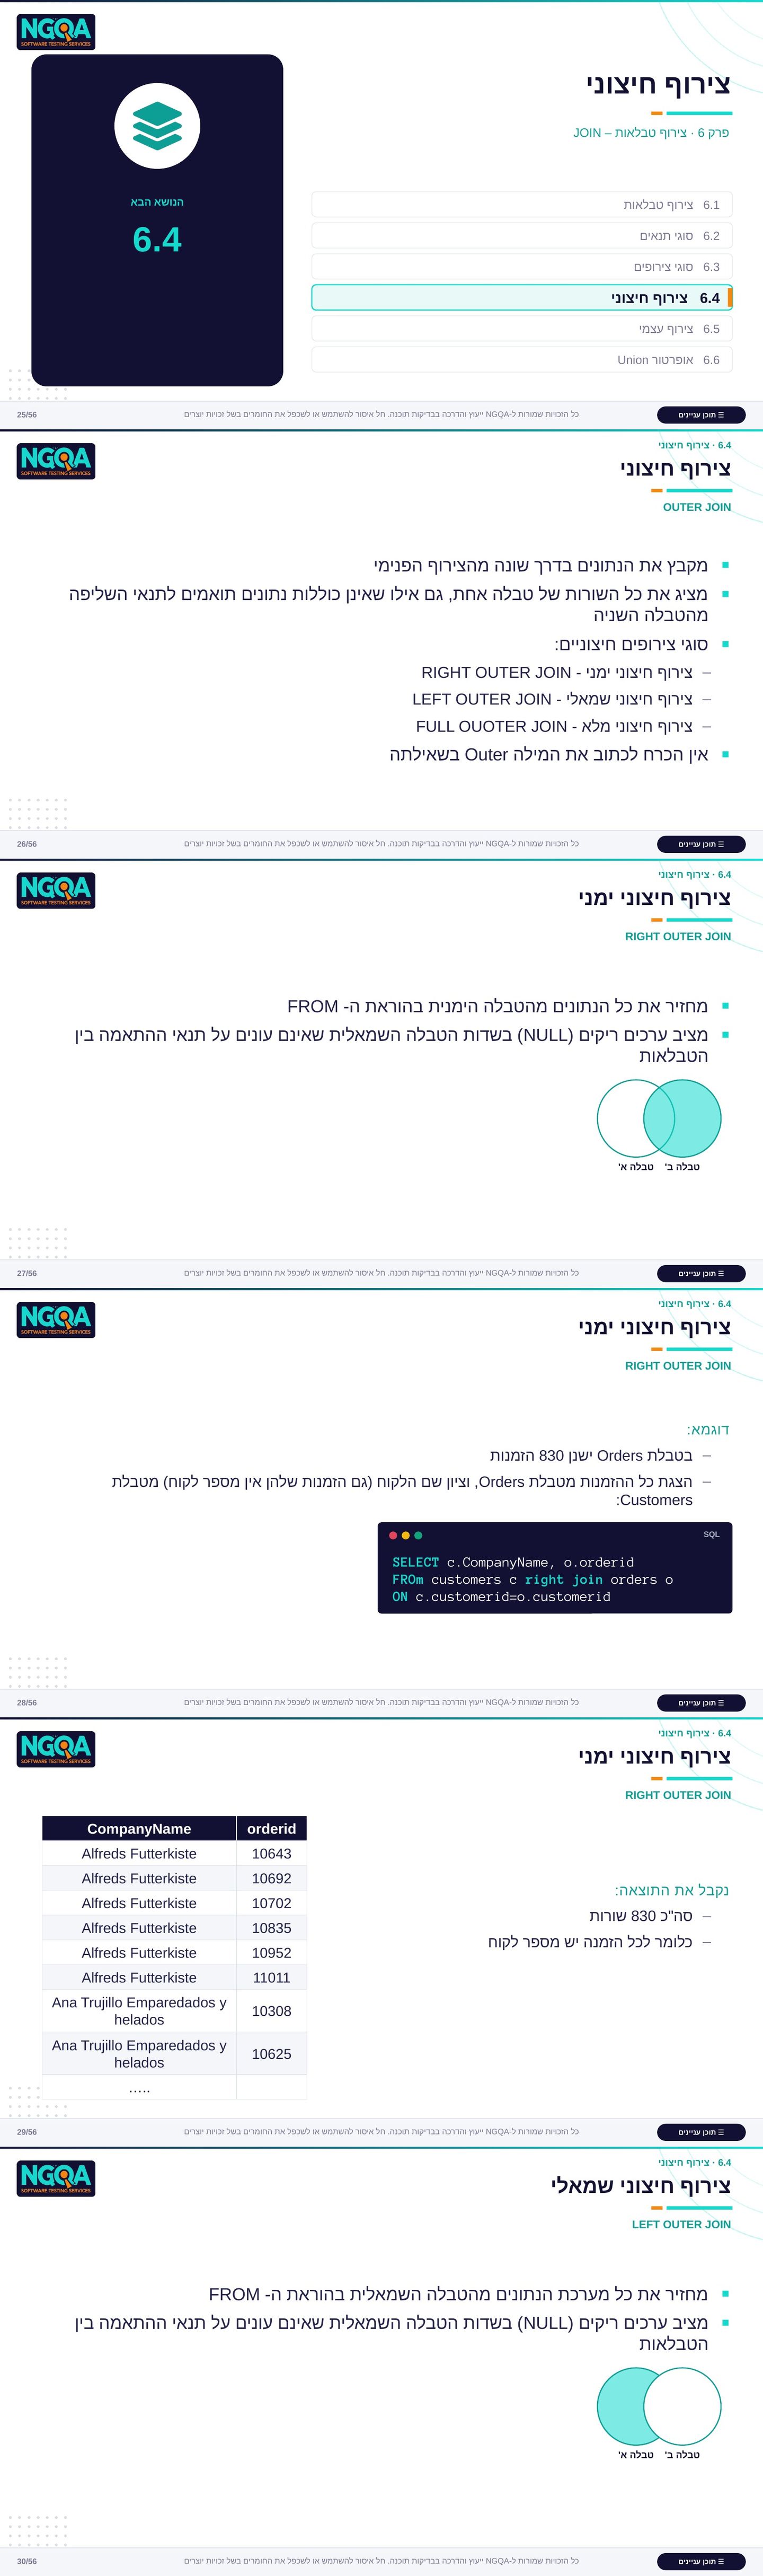 NGQA
SOFTWARE TESTING SERVICES
צירוף חיצוני
פרק 6 · צירוף טבלאות – JOIN
הנושא הבא
6.4
6.1 צירוף טבלאות
6.2 סוגי תנאים
6.3 סוגי צירופים
6.4 צירוף חיצוני
6.5 צירוף עצמי
6.6 אופרטור Union
☰ תוכן עניינים
כל הזכויות שמורות ל-NGQA ייעוץ והדרכה בבדיקות תוכנה. חל איסור להשתמש או לשכפל את החומרים בשל זכויות יוצרים
25/56
NGQA
SOFTWARE TESTING SERVICES
6.4 · צירוף חיצוני
צירוף חיצוני
OUTER JOIN
מקבץ את הנתונים בדרך שונה מהצירוף הפנימי
מציג את כל השורות של טבלה אחת, גם אילו שאינן כוללות נתונים תואמים לתנאי השליפה
מהטבלה השניה
סוגי צירופים חיצוניים:
– צירוף חיצוני ימני - RIGHT OUTER JOIN
– צירוף חיצוני שמאלי - LEFT OUTER JOIN
– צירוף חיצוני מלא - FULL OUOTER JOIN
אין הכרח לכתוב את המילה Outer בשאילתה
☰ תוכן עניינים
כל הזכויות שמורות ל-NGQA ייעוץ והדרכה בבדיקות תוכנה. חל איסור להשתמש או לשכפל את החומרים בשל זכויות יוצרים
26/56
NGQA
SOFTWARE TESTING SERVICES
6.4 · צירוף חיצוני
צירוף חיצוני ימני
RIGHT OUTER JOIN
מחזיר את כל הנתונים מהטבלה הימנית בהוראת ה- FROM
מציב ערכים ריקים (NULL) בשדות הטבלה השמאלית שאינם עונים על תנאי ההתאמה בין
הטבלאות
טבלה ב' טבלה א'
☰ תוכן עניינים
כל הזכויות שמורות ל-NGQA ייעוץ והדרכה בבדיקות תוכנה. חל איסור להשתמש או לשכפל את החומרים בשל זכויות יוצרים
27/56
NGQA
SOFTWARE TESTING SERVICES
6.4 · צירוף חיצוני
צירוף חיצוני ימני
RIGHT OUTER JOIN
דוגמא:
– בטבלת Orders ישנן 830 הזמנות
– הצגת כל ההזמנות מטבלת Orders, וציון שם הלקוח (גם הזמנות שלהן אין מספר לקוח) מטבלת
Customers:
SQL
SELECT c.CompanyName, o.orderid
FROm customers c right join orders o
ON c.customerid=o.customerid
☰ תוכן עניינים
כל הזכויות שמורות ל-NGQA ייעוץ והדרכה בבדיקות תוכנה. חל איסור להשתמש או לשכפל את החומרים בשל זכויות יוצרים
28/56
NGQA
SOFTWARE TESTING SERVICES
6.4 · צירוף חיצוני
צירוף חיצוני ימני
RIGHT OUTER JOIN
נקבל את התוצאה:
– סה"כ 830 שורות
– כלומר לכל הזמנה יש מספר לקוח
CompanyName orderid
Alfreds Futterkiste 10643
Alfreds Futterkiste 10692
Alfreds Futterkiste 10702
Alfreds Futterkiste 10835
Alfreds Futterkiste 10952
Alfreds Futterkiste 11011
Ana Trujillo Emparedados y
helados 10308
Ana Trujillo Emparedados y
helados 10625
…..
☰ תוכן עניינים
כל הזכויות שמורות ל-NGQA ייעוץ והדרכה בבדיקות תוכנה. חל איסור להשתמש או לשכפל את החומרים בשל זכויות יוצרים
29/56
NGQA
SOFTWARE TESTING SERVICES
6.4 · צירוף חיצוני
צירוף חיצוני שמאלי
LEFT OUTER JOIN
מחזיר את כל מערכת הנתונים מהטבלה השמאלית בהוראת ה- FROM
מציב ערכים ריקים (NULL) בשדות הטבלה השמאלית שאינם עונים על תנאי ההתאמה בין
הטבלאות
טבלה ב' טבלה א'
☰ תוכן עניינים
כל הזכויות שמורות ל-NGQA ייעוץ והדרכה בבדיקות תוכנה. חל איסור להשתמש או לשכפל את החומרים בשל זכויות יוצרים
30/56